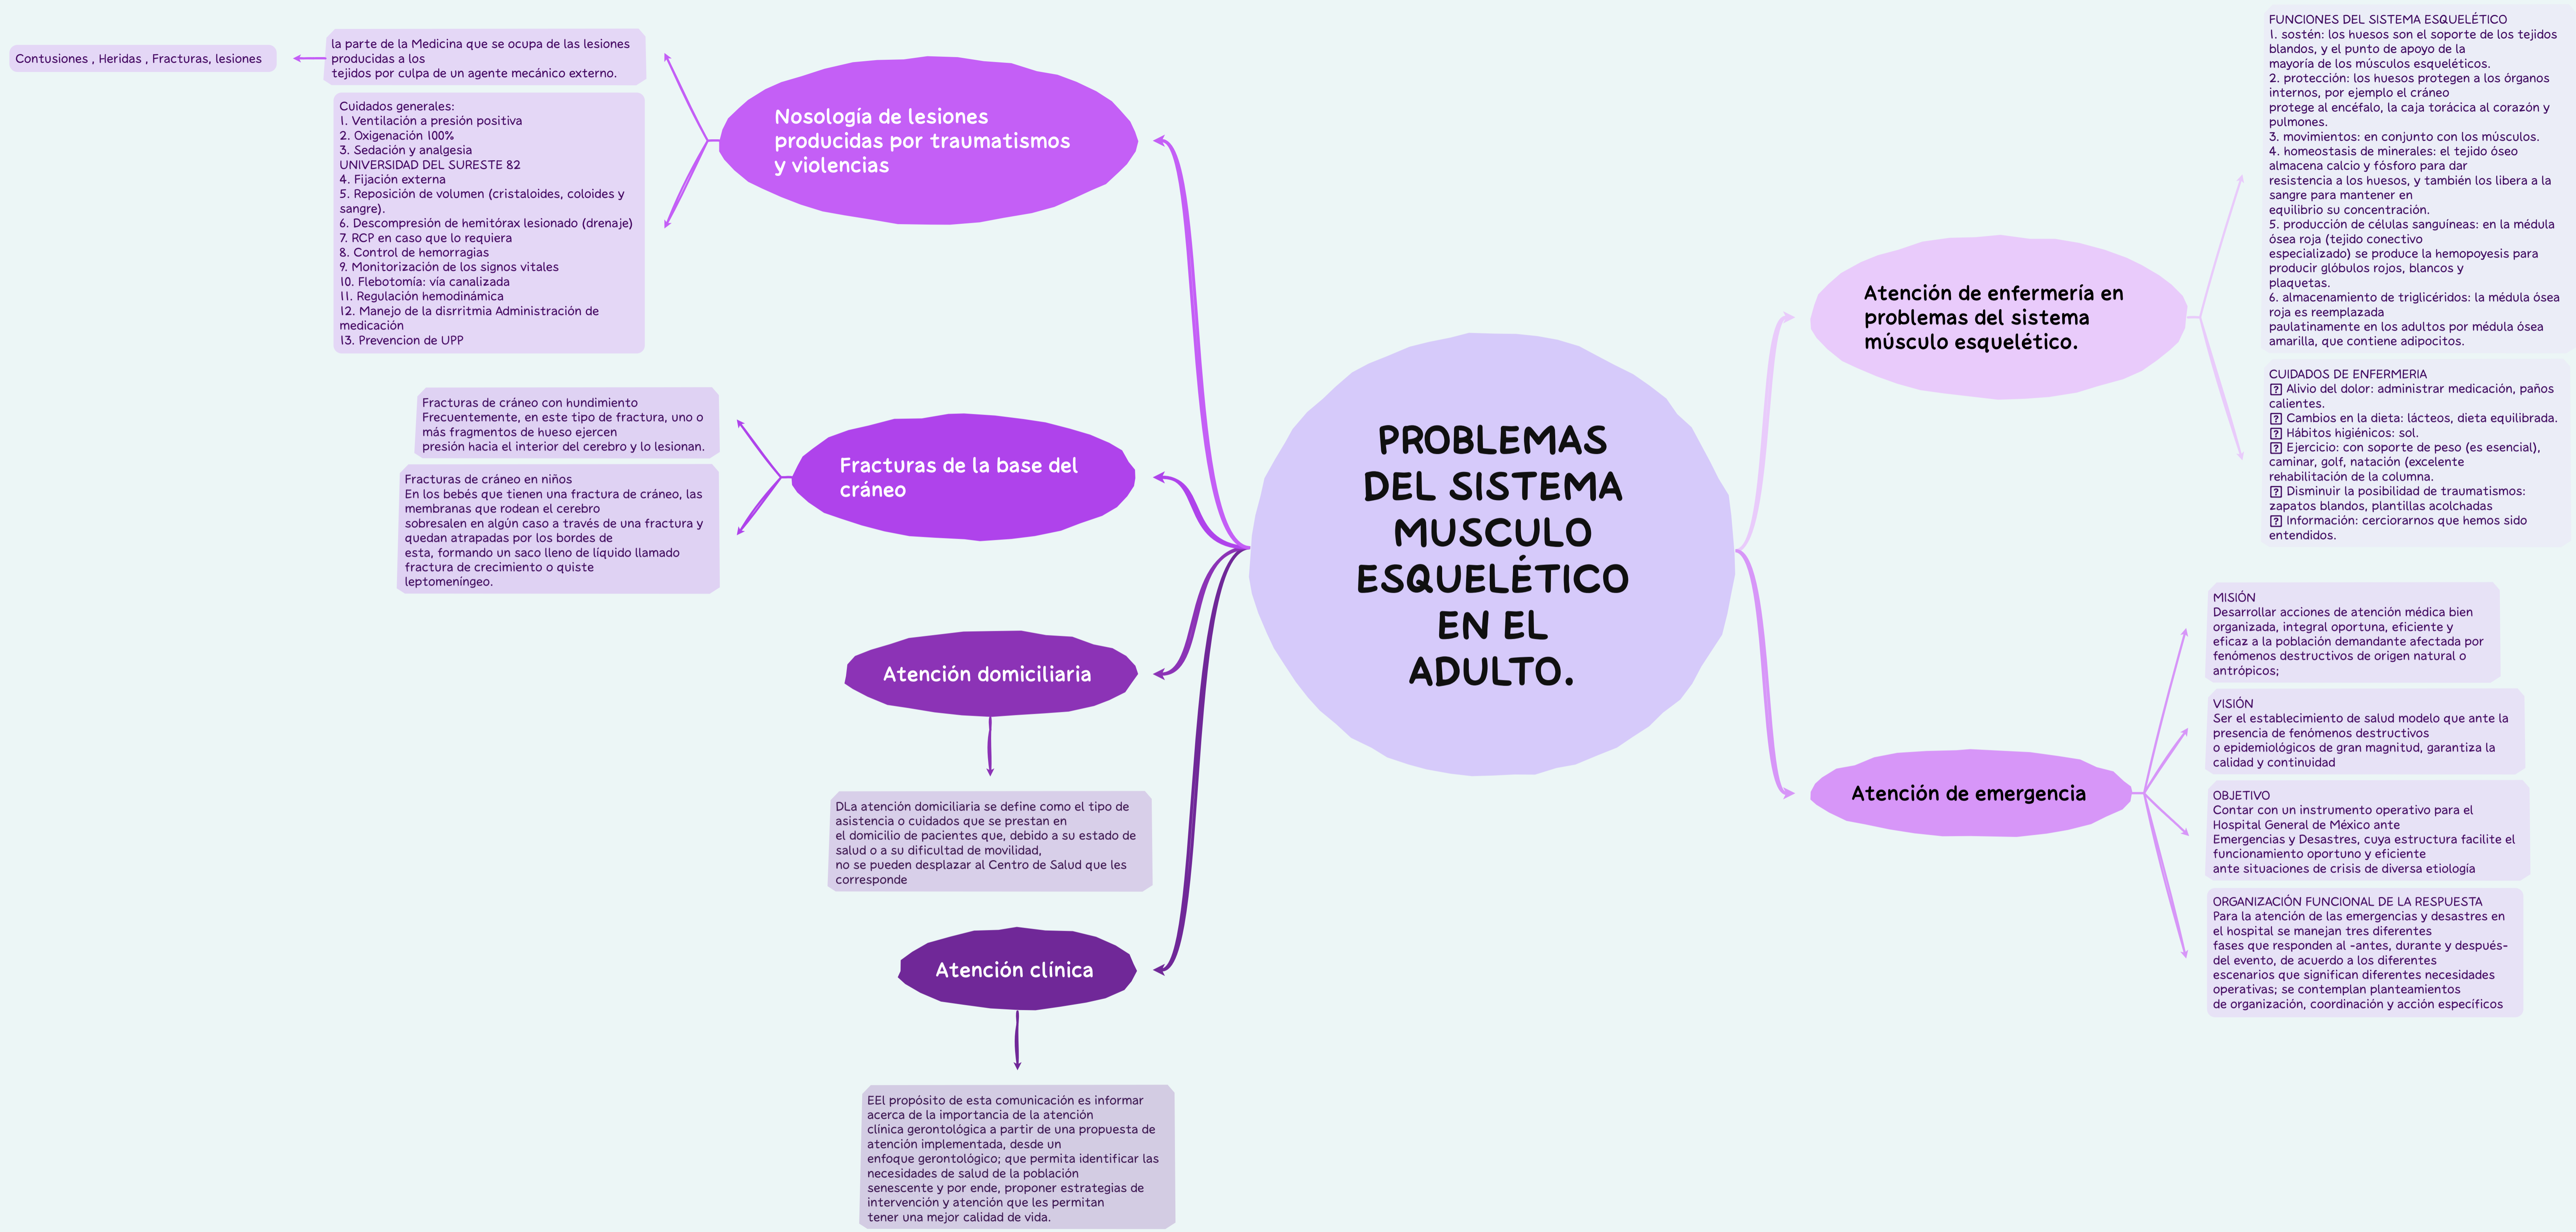 PROBLEMAS
DEL SISTEMA
MUSCULO
ESQUELÉTICO
EN EL
ADULTO.
Nosología de lesiones
producidas por traumatismos
y violencias
la parte de la Medicina que se ocupa de las lesiones
producidas a los
tejidos por culpa de un agente mecánico externo.
Contusiones , Heridas , Fracturas, lesiones
Cuidados generales:
1. Ventilación a presión positiva
2. Oxigenación 100%
3. Sedación y analgesia
UNIVERSIDAD DEL SURESTE 82
4. Fijación externa
5. Reposición de volumen (cristaloides, coloides y
sangre).
6. Descompresión de hemitórax lesionado (drenaje)
7. RCP en caso que lo requiera
8. Control de hemorragias
9. Monitorización de los signos vitales
10. Flebotomía: vía canalizada
11. Regulación hemodinámica
12. Manejo de la disrritmia Administración de
medicación
13. Prevencion de UPP
Fracturas de la base del
cráneo
Fracturas de cráneo con hundimiento
Frecuentemente, en este tipo de fractura, uno o
más fragmentos de hueso ejercen
presión hacia el interior del cerebro y lo lesionan.
Fracturas de cráneo en niños
En los bebés que tienen una fractura de cráneo, las
membranas que rodean el cerebro
sobresalen en algún caso a través de una fractura y
quedan atrapadas por los bordes de
esta, formando un saco lleno de líquido llamado
fractura de crecimiento o quiste
leptomeníngeo.
Atención domiciliaria
DLa atención domiciliaria se define como el tipo de
asistencia o cuidados que se prestan en
el domicilio de pacientes que, debido a su estado de
salud o a su dificultad de movilidad,
no se pueden desplazar al Centro de Salud que les
corresponde
Atención clínica
EEl propósito de esta comunicación es informar
acerca de la importancia de la atención
clínica gerontológica a partir de una propuesta de
atención implementada, desde un
enfoque gerontológico; que permita identificar las
necesidades de salud de la población
senescente y por ende, proponer estrategias de
intervención y atención que les permitan
tener una mejor calidad de vida.
Atención de enfermería en
problemas del sistema
músculo esquelético.
FUNCIONES DEL SISTEMA ESQUELÉTICO
1. sostén: los huesos son el soporte de los tejidos
blandos, y el punto de apoyo de la
mayoría de los músculos esqueléticos.
2. protección: los huesos protegen a los órganos
internos, por ejemplo el cráneo
protege al encéfalo, la caja torácica al corazón y
pulmones.
3. movimientos: en conjunto con los músculos.
4. homeostasis de minerales: el tejido óseo
almacena calcio y fósforo para dar
resistencia a los huesos, y también los libera a la
sangre para mantener en
equilibrio su concentración.
5. producción de células sanguíneas: en la médula
ósea roja (tejido conectivo
especializado) se produce la hemopoyesis para
producir glóbulos rojos, blancos y
plaquetas.
6. almacenamiento de triglicéridos: la médula ósea
roja es reemplazada
paulatinamente en los adultos por médula ósea
amarilla, que contiene adipocitos.
CUIDADOS DE ENFERMERIA
⍰ Alivio del dolor: administrar medicación, paños
calientes.
⍰ Cambios en la dieta: lácteos, dieta equilibrada.
⍰ Hábitos higiénicos: sol.
⍰ Ejercicio: con soporte de peso (es esencial),
caminar, golf, natación (excelente
rehabilitación de la columna.
⍰ Disminuir la posibilidad de traumatismos:
zapatos blandos, plantillas acolchadas
⍰ Información: cerciorarnos que hemos sido
entendidos.
Atención de emergencia
MISIÓN
Desarrollar acciones de atención médica bien
organizada, integral oportuna, eficiente y
eficaz a la población demandante afectada por
fenómenos destructivos de origen natural o
antrópicos;
VISIÓN
Ser el establecimiento de salud modelo que ante la
presencia de fenómenos destructivos
o epidemiológicos de gran magnitud, garantiza la
calidad y continuidad
OBJETIVO
Contar con un instrumento operativo para el
Hospital General de México ante
Emergencias y Desastres, cuya estructura facilite el
funcionamiento oportuno y eficiente
ante situaciones de crisis de diversa etiología
ORGANIZACIÓN FUNCIONAL DE LA RESPUESTA
Para la atención de las emergencias y desastres en
el hospital se manejan tres diferentes
fases que responden al -antes, durante y después-
del evento, de acuerdo a los diferentes
escenarios que significan diferentes necesidades
operativas; se contemplan planteamientos
de organización, coordinación y acción específicos